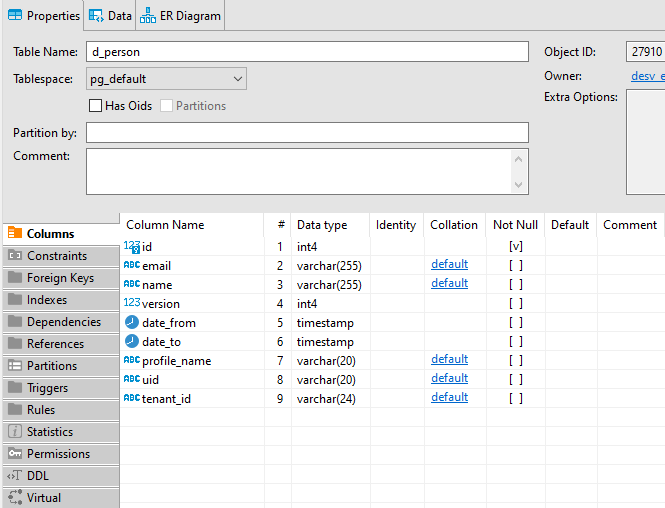 Properties Data ER Diagram
Table Name: d_person Object ID: 27910
Tablespace: pg_default Owner:
Has Oids Partitions Extra Options:
Partition by:
Comment:
Column Name # Data type Identity Collation Not Null Default Comment
Columns
Constraints
Foreign Keys
Indexes
Dependencies
References
Partitions
Triggers
Rules
Statistics
Permissions
DDL
Virtual
123 id 1 int4 [v]
ABC email 2 varchar(255) default [ ]
ABC name 3 varchar(255) default [ ]
123 version 4 int4 [ ]
date_from 5 timestamp [ ]
date_to 6 timestamp [ ]
ABC profile_name 7 varchar(20) default [ ]
ABC uid 8 varchar(20) default [ ]
ABC tenant_id 9 varchar(24) default [ ]